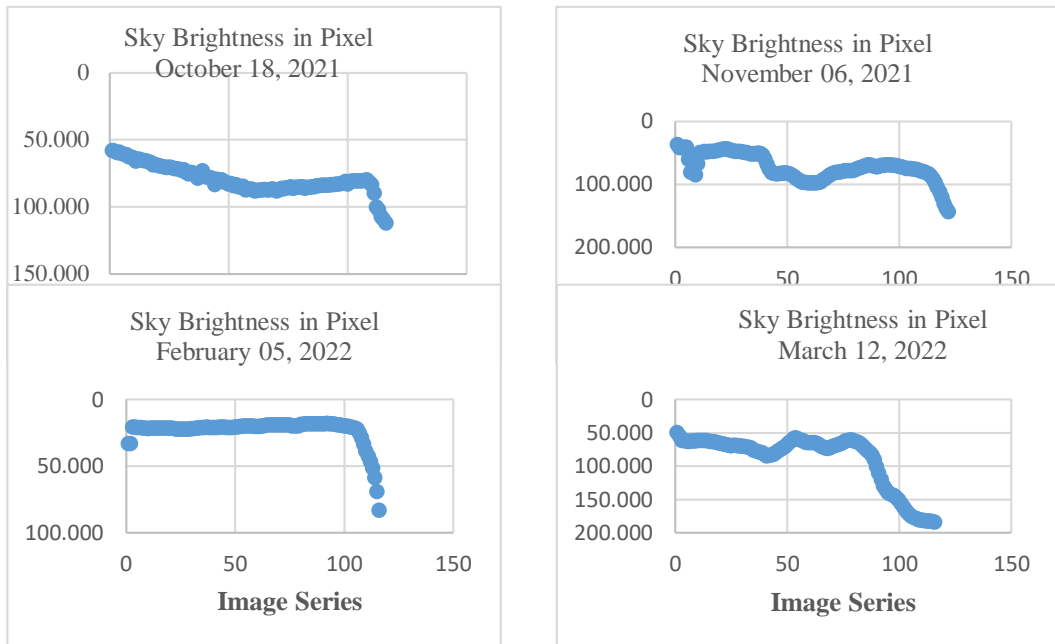 Sky Brightness in Pixel
October 18, 2021
0
50.000
100.000
150.000
Sky Brightness in Pixel
November 06, 2021
0
100.000
200.000
0 50 100 150
Sky Brightness in Pixel
February 05, 2022
0
50.000
100.000
0 50 100 150
Image Series
Sky Brightness in Pixel
March 12, 2022
0
50.000
100.000
150.000
200.000
0 50 100 150
Image Series